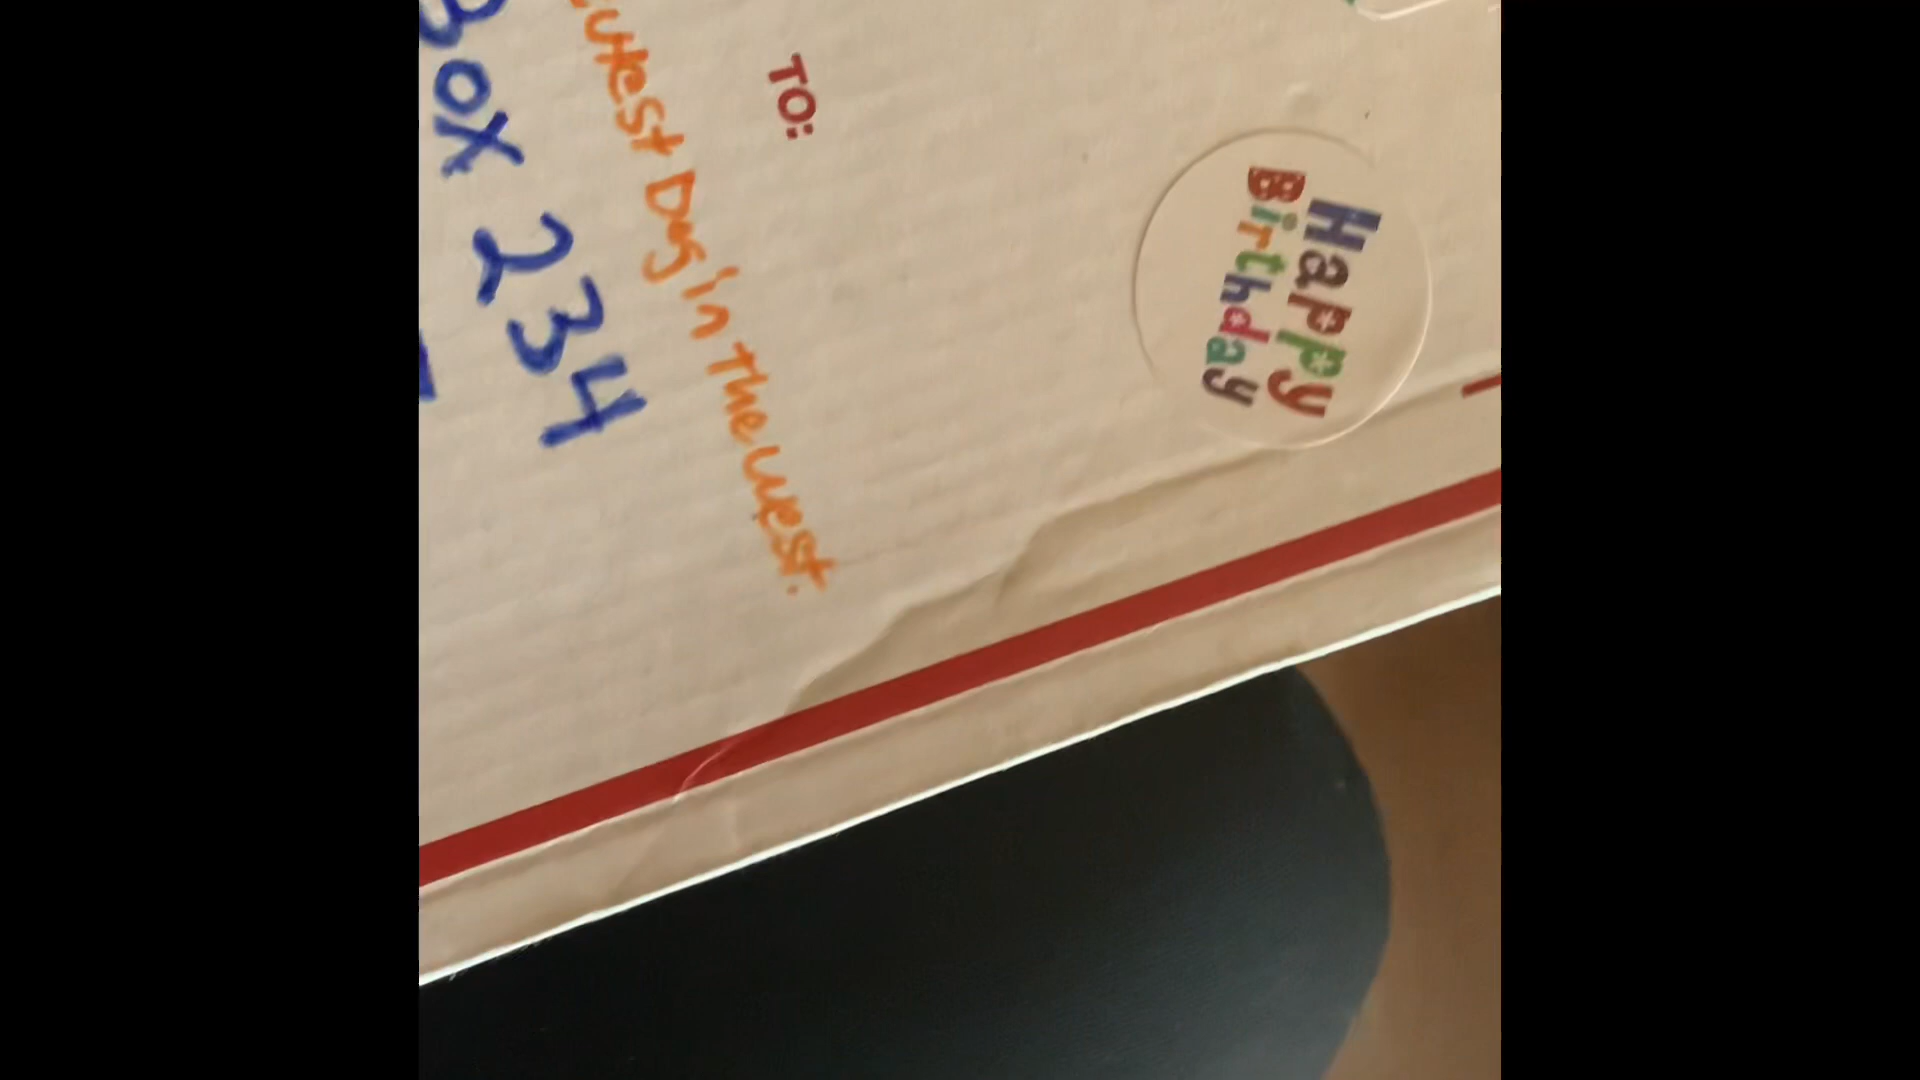 Happy
Birthday
TO:
cutest Dog in the west.
Box 234